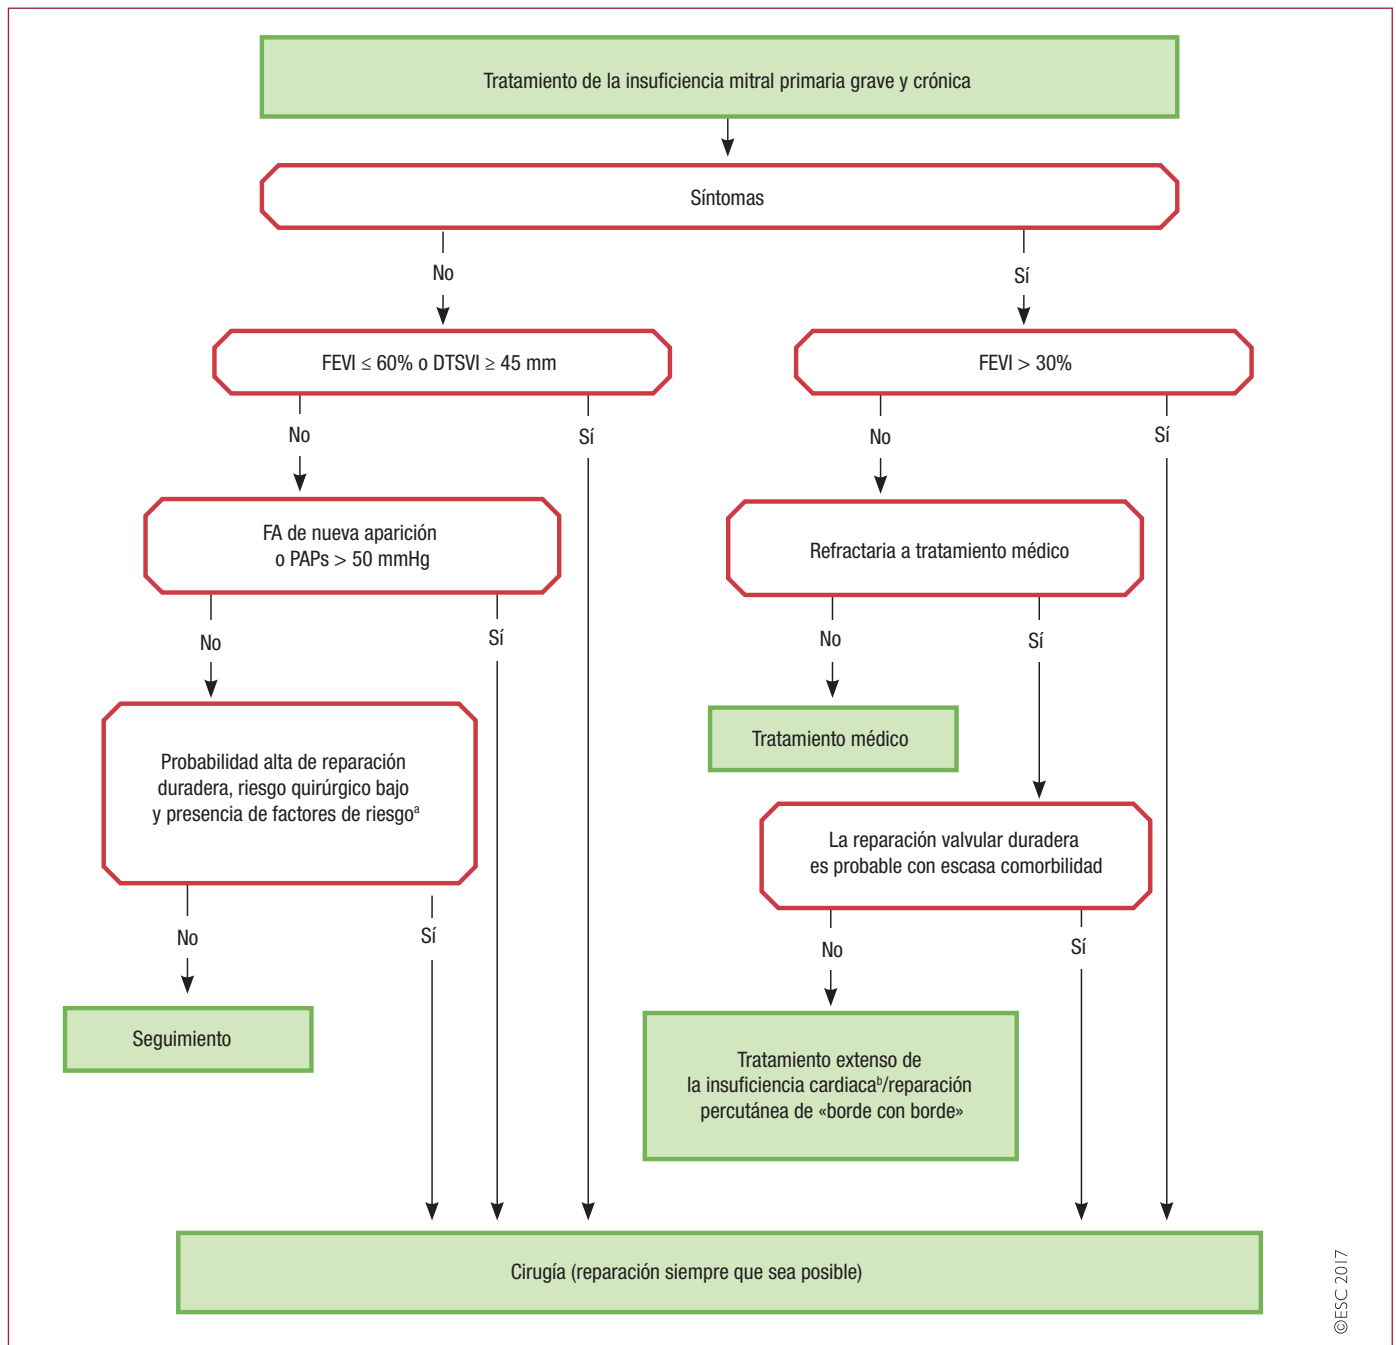 Tratamiento de la insuficiencia mitral primaria grave y crónica
Síntomas
No
Sí
FEVI ≤ 60% o DTSVI ≥ 45 mm
FEVI > 30%
No
Sí
No
Sí
FA de nueva aparición
o PAPs > 50 mmHg
Refractaria a tratamiento médico
No
Sí
No
Sí
Probabilidad alta de reparación
duradera, riesgo quirúrgico bajo
y presencia de factores de riesgoᵃ
Tratamiento médico
La reparación valvular duradera
es probable con escasa comorbilidad
No
Sí
No
Sí
Seguimiento
Tratamiento extenso de
la insuficiencia cardiacaᵇ/reparación
percutánea de «borde con borde»
Cirugía (reparación siempre que sea posible)
©ESC 2017